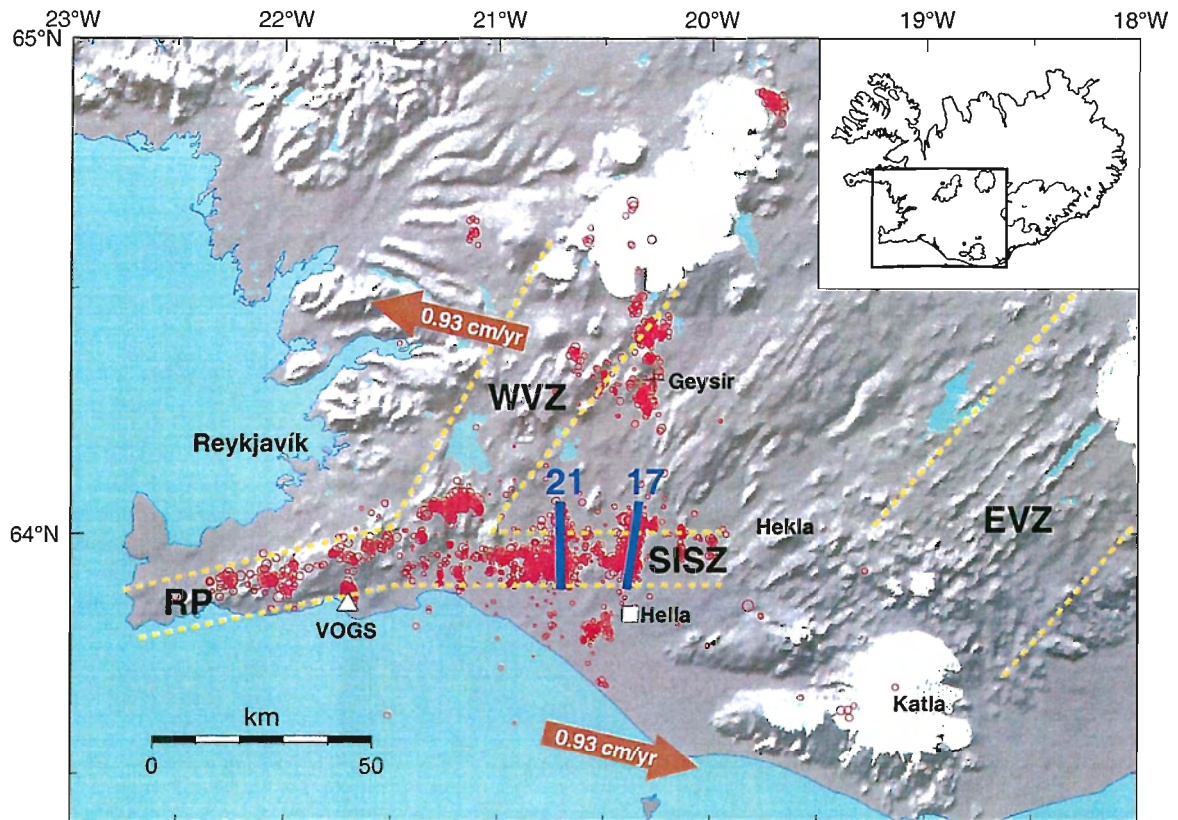 23°W
22°W
21°W
20°W
19°W
18°W
65°N
0.93 cm/yr
WVZ
Geysir
Reykjavík
21
17
64°N
Hekla
EVZ
SISZ
RP
Hella
VOGS
Katla
km
0.93 cm/yr
0
50